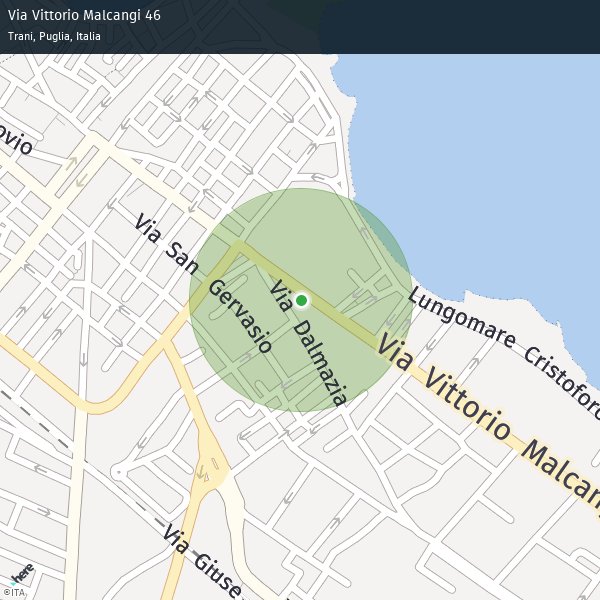 Via Vittorio Malcangi 46
Trani, Puglia, Italia
ovio
Via San Gervasio
Via Dalmazia
Lungomare Cristoforo
Via Vittorio Malcan
Via Giuse
here
©ITA,